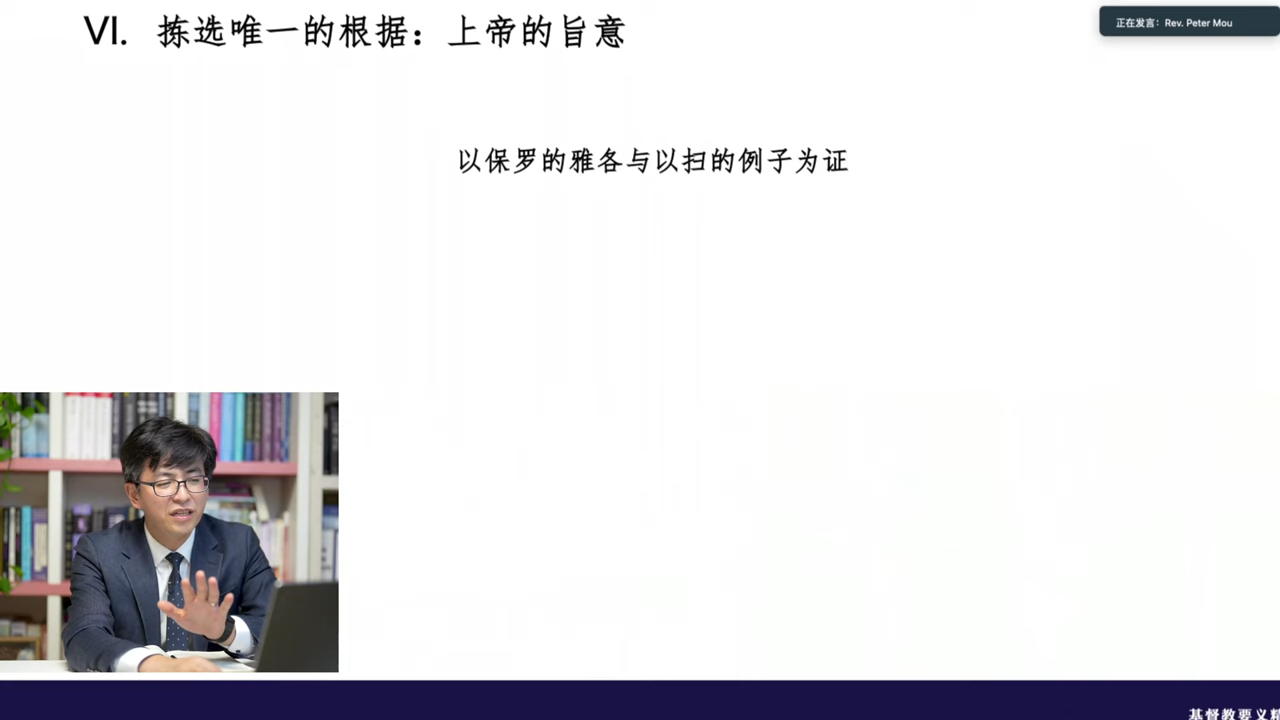 VI. 拣选唯一的根据：上帝的旨意
正在发言：Rev. Peter Mou
以保罗的雅各与以扫的例子为证
基督教要义